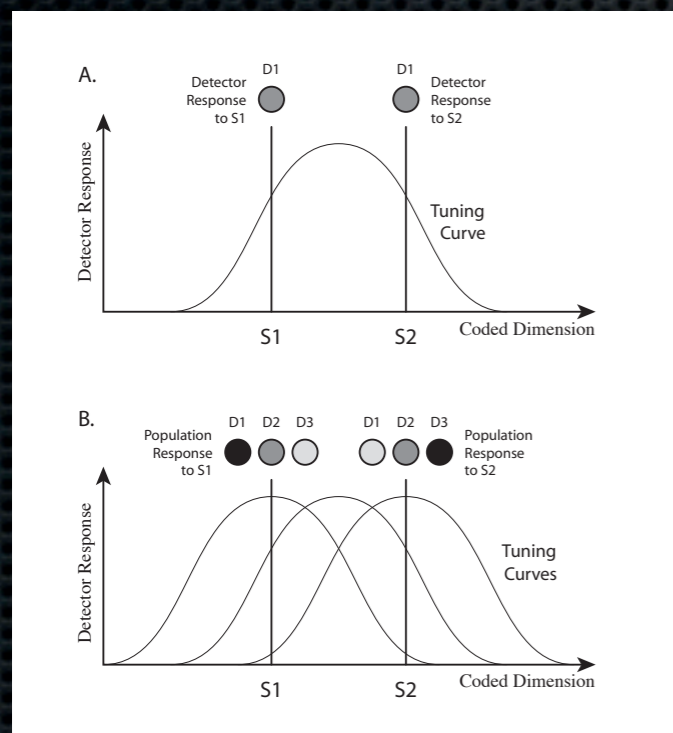 A.
D1
D1
Detector
Response
to S1
Detector
Response
to S2
Detector Response
Tuning
Curve
S1
S2
Coded Dimension
B.
D1
D2
D3
D1
D2
D3
Population
Response
to S1
Population
Response
to S2
Detector Response
Tuning
Curves
S1
S2
Coded Dimension